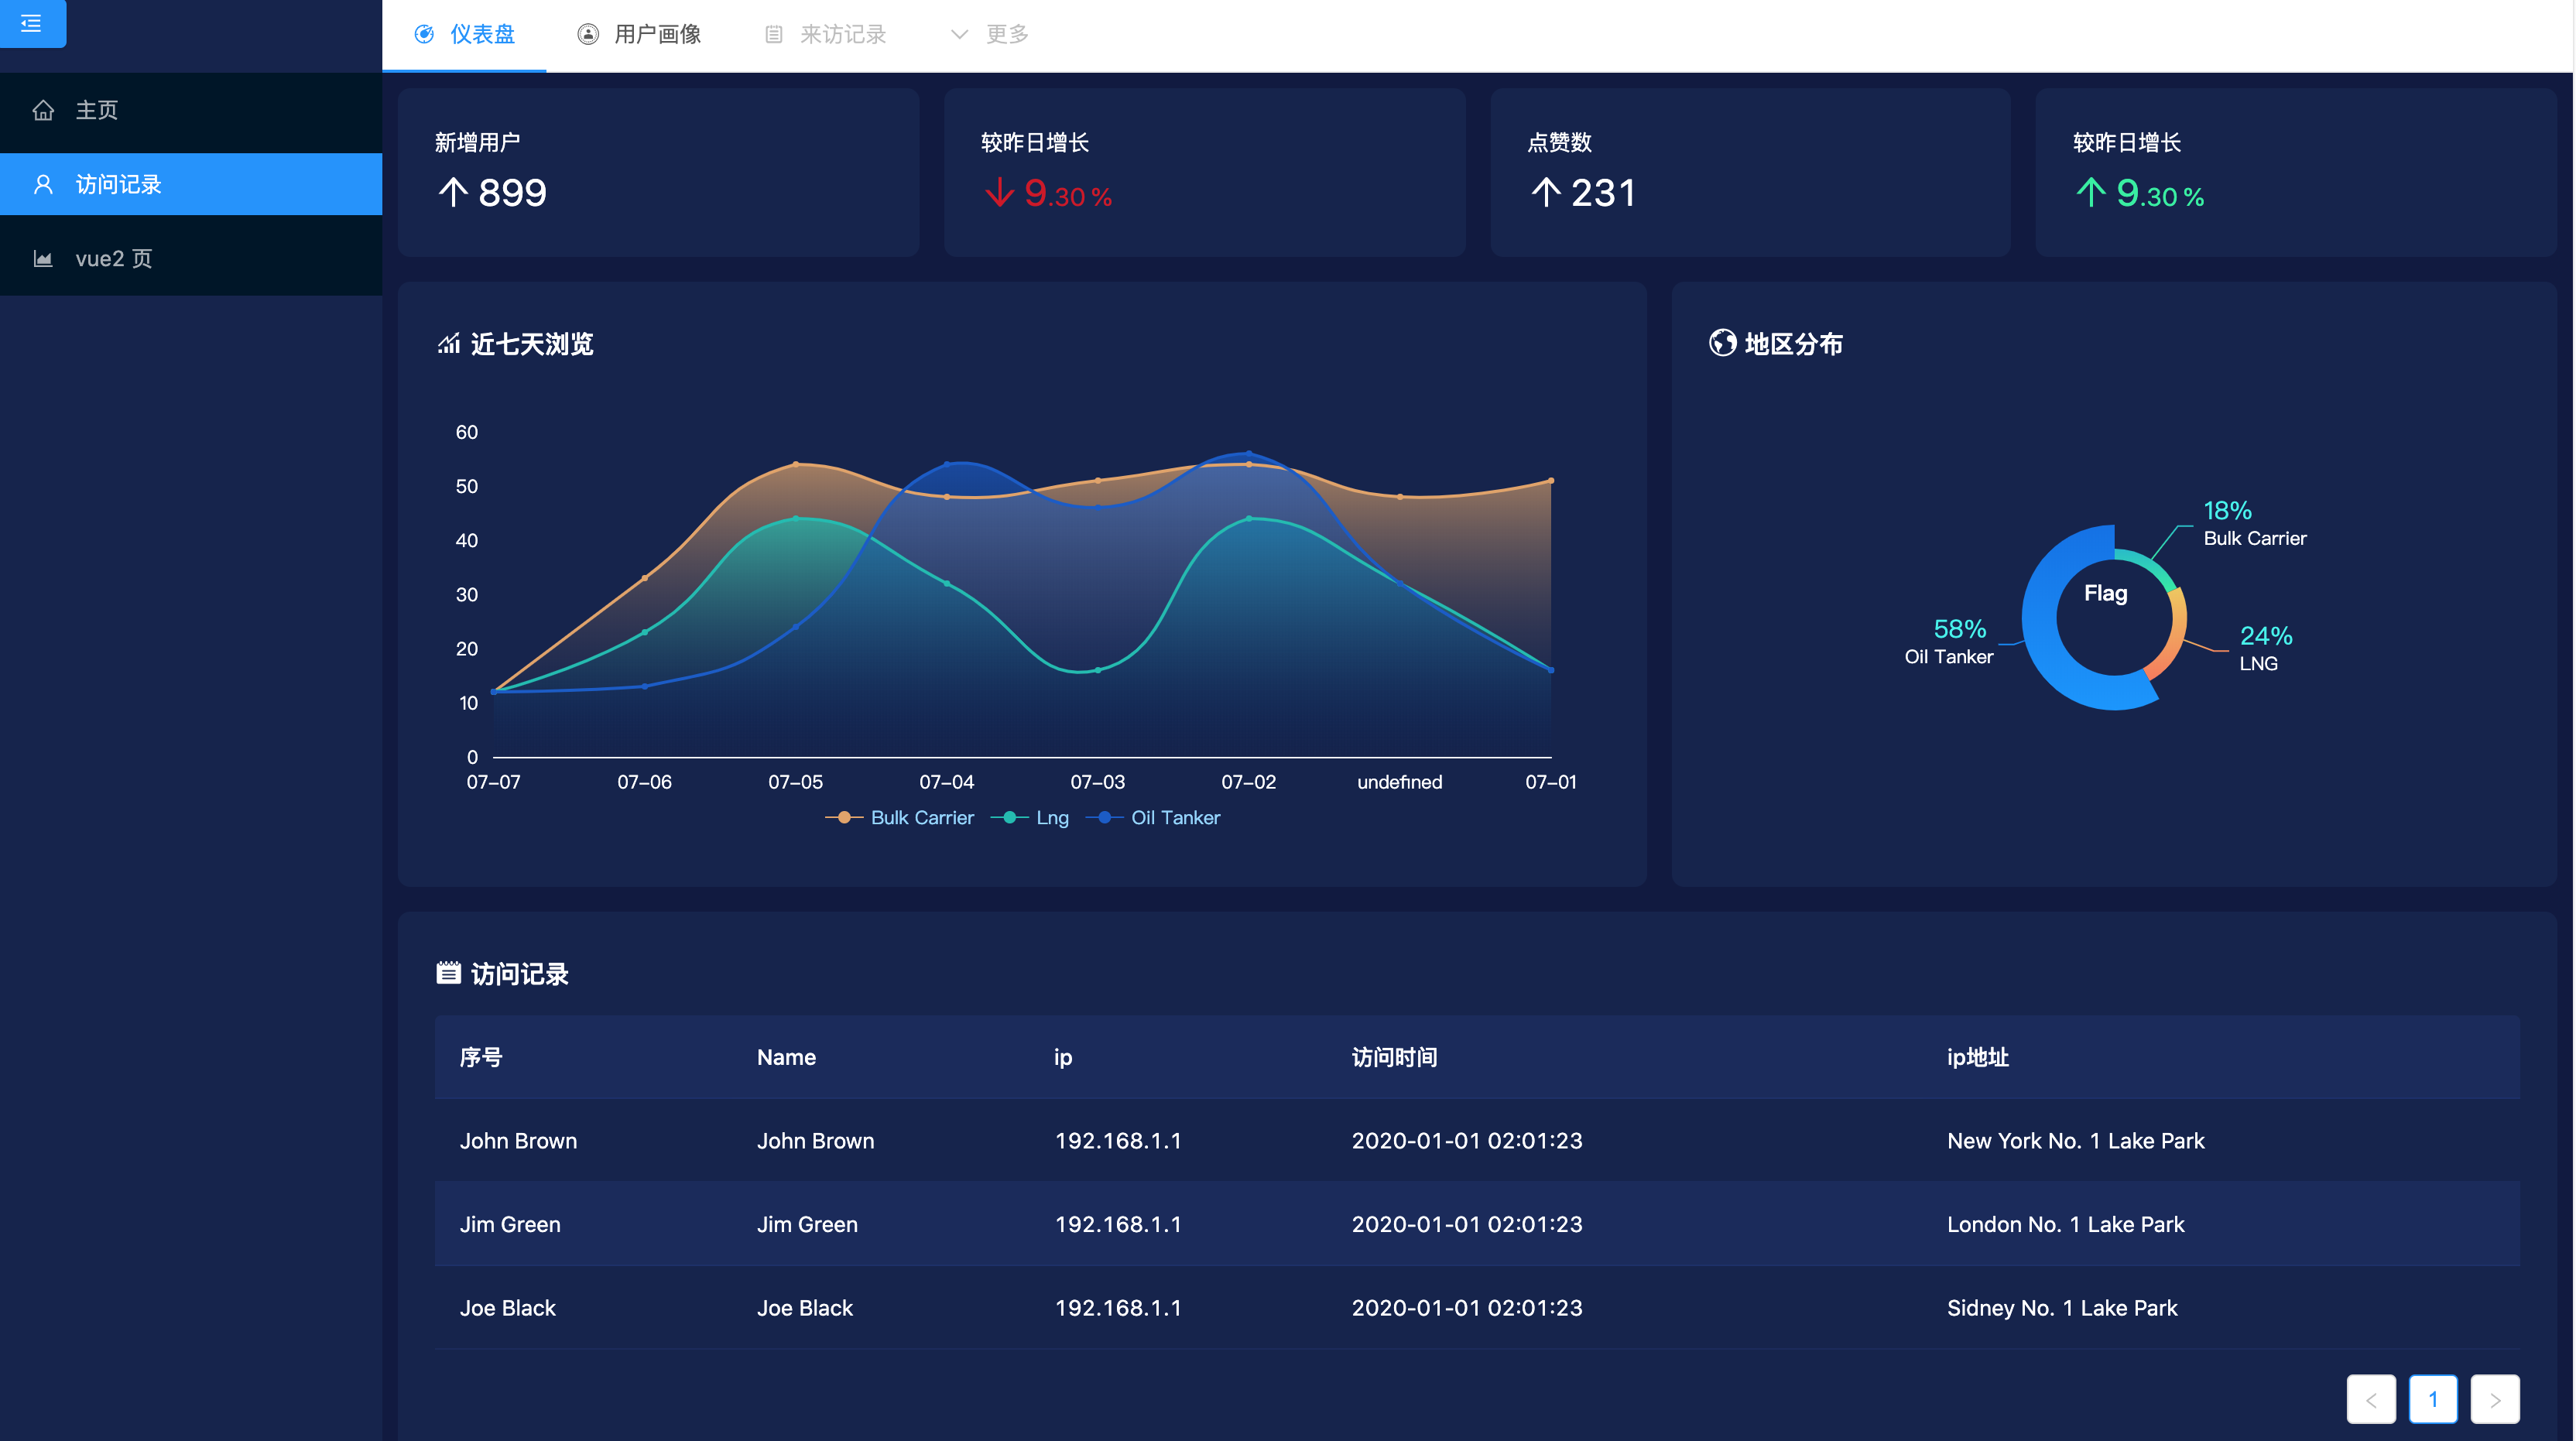 仪表盘
用户画像
来访记录
更多
主页
访问记录
vue2 页
新增用户
899
较昨日增长
9.30 %
点赞数
231
较昨日增长
9.30 %
近七天浏览
60
50
40
30
20
10
0
07-07 07-06 07-05 07-04 07-03 07-02 undefined 07-01
Bulk Carrier Lng Oil Tanker
地区分布
18%
Bulk Carrier
Flag
58%
Oil Tanker
24%
LNG
访问记录
序号 Name ip 访问时间 ip地址
John Brown John Brown 192.168.1.1 2020-01-01 02:01:23 New York No. 1 Lake Park
Jim Green Jim Green 192.168.1.1 2020-01-01 02:01:23 London No. 1 Lake Park
Joe Black Joe Black 192.168.1.1 2020-01-01 02:01:23 Sidney No. 1 Lake Park
1